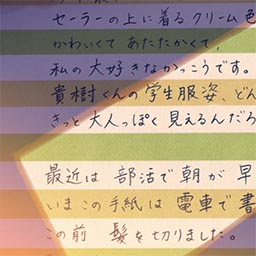 セーラーの上に着るクリーム色
かわいくて あたたかくて、
私の大好きなかっこうです。
貴樹くんの学生服姿、どん
きっと大人っぽく見えるんだろ
最近は 部活で朝が早
いまこの手紙は 電車で書
この前 髪を切りました。